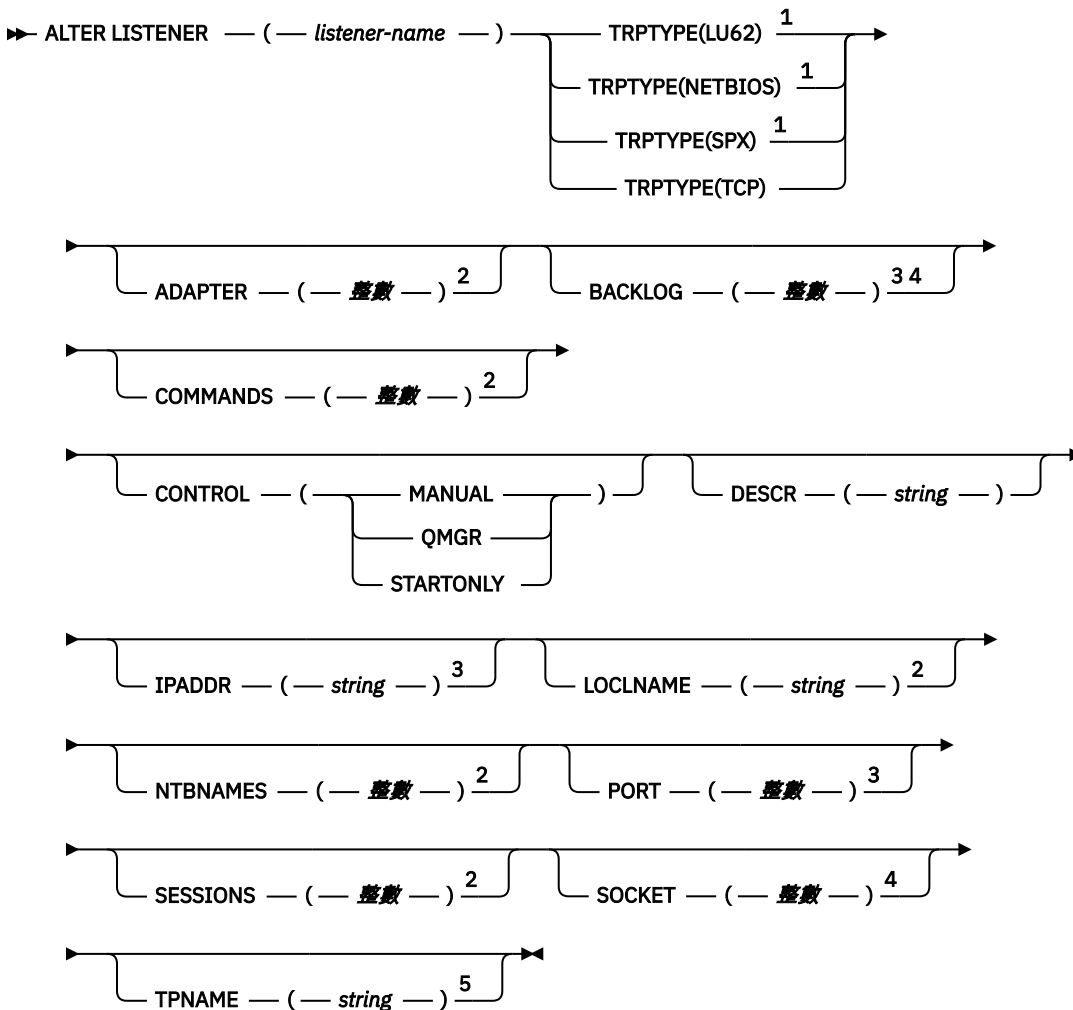 ALTER LISTENER ( listener-name ) TRPTYPE(LU62) 1
TRPTYPE(NETBIOS) 1
TRPTYPE(SPX) 1
TRPTYPE(TCP)
ADAPTER ( 整數 ) 2 BACKLOG ( 整數 ) 3 4
COMMANDS ( 整數 ) 2
CONTROL ( MANUAL ) DESCR ( string )
QMGR
STARTONLY
IPADDR ( string ) 3 LOCLNAME ( string ) 2
NTBNAMES ( 整數 ) 2 PORT ( 整數 ) 3
SESSIONS ( 整數 ) 2 SOCKET ( 整數 ) 4
TPNAME ( string ) 5